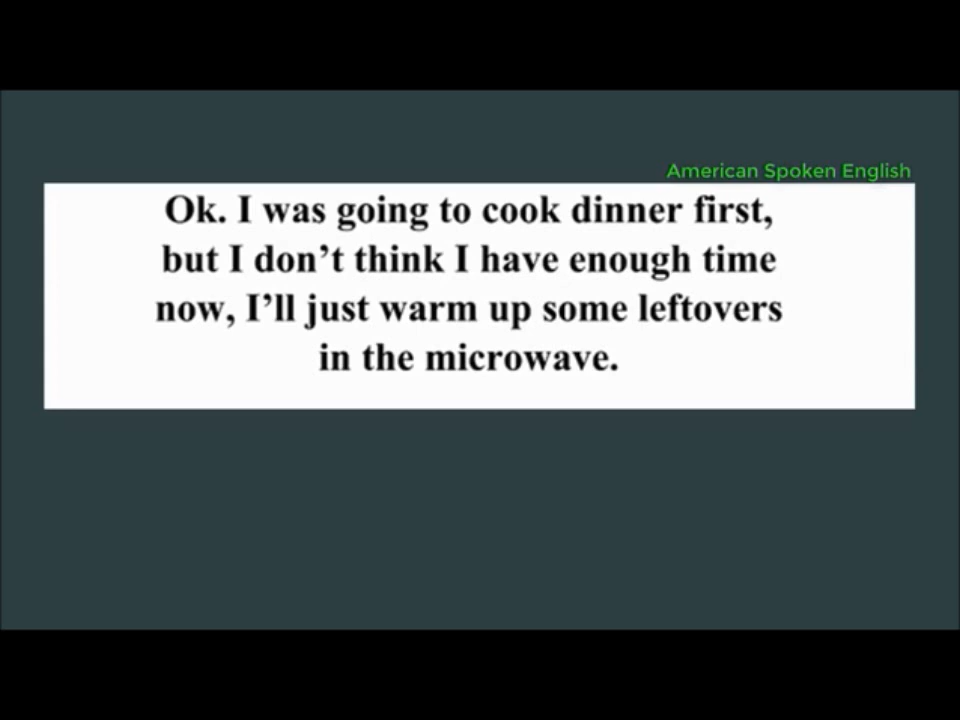 American Spoken English
Ok. I was going to cook dinner first,
but I don’t think I have enough time
now, I’ll just warm up some leftovers
in the microwave.